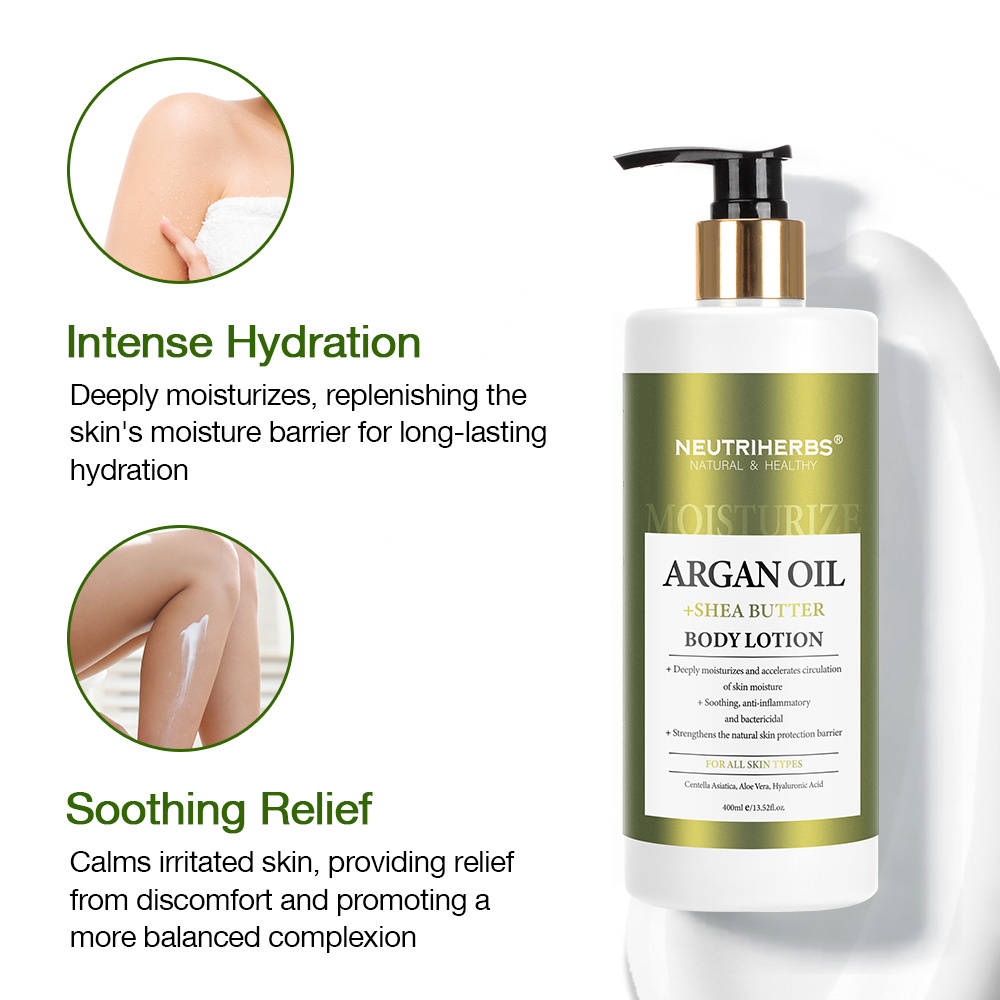 Intense Hydration
Deeply moisturizes, replenishing the
skin's moisture barrier for long-lasting
hydration
Soothing Relief
Calms irritated skin, providing relief
from discomfort and promoting a
more balanced complexion
NEUTRIHERBS®
NATURAL & HEALTHY
MOISTURIZE
ARGAN OIL
+SHEA BUTTER
BODY LOTION
+ Deeply moisturizes and accelerates circulation
of skin moisture
+ Soothing, anti-inflammatory
and bactericidal
+ Strengthens the natural skin protection barrier
FOR ALL SKIN TYPES
Centella Asiatica, Aloe Vera, Hyaluronic Acid
400ml e/13.52fl.oz.